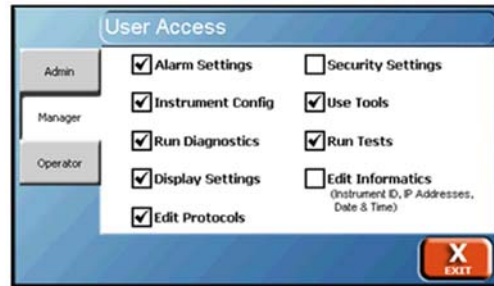 User Access
Admin
Manager
Operator
Alarm Settings
Security Settings
Instrument Config
Use Tools
Run Diagnostics
Run Tests
Display Settings
Edit Informatics
(Instrument ID, IP Addresses,
Date & Time)
Edit Protocols
X
EXIT